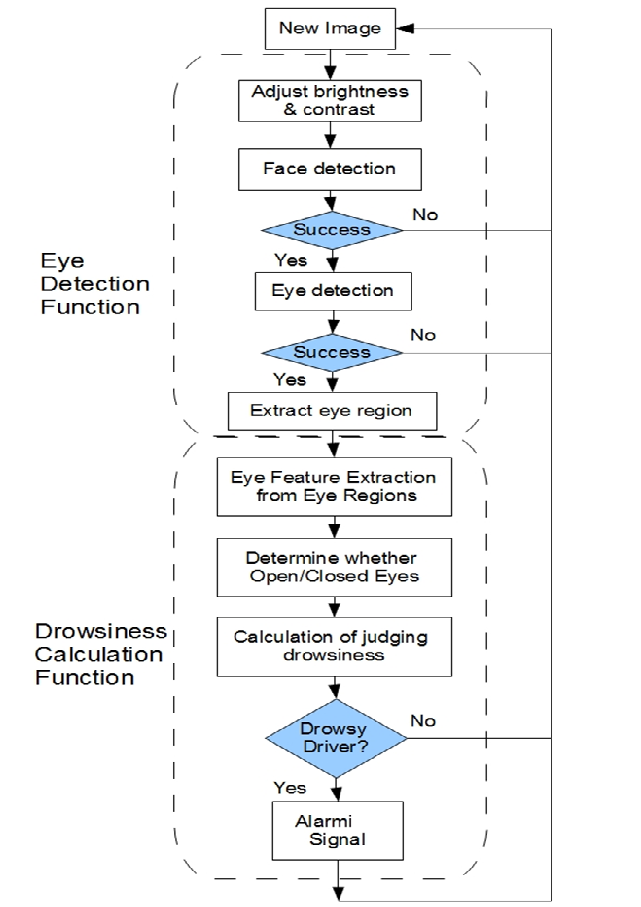 New Image
Adjust brightness
& contrast
Face detection
Success
No
Yes
Eye
Detection
Function
Eye detection
Success
No
Yes
Extract eye region
Eye Feature Extraction
from Eye Regions
Determine whether
Open/Closed Eyes
Drowsiness
Calculation
Function
Calculation of judging
drowsiness
Drowsy
Driver?
No
Yes
Alarmi
Signal